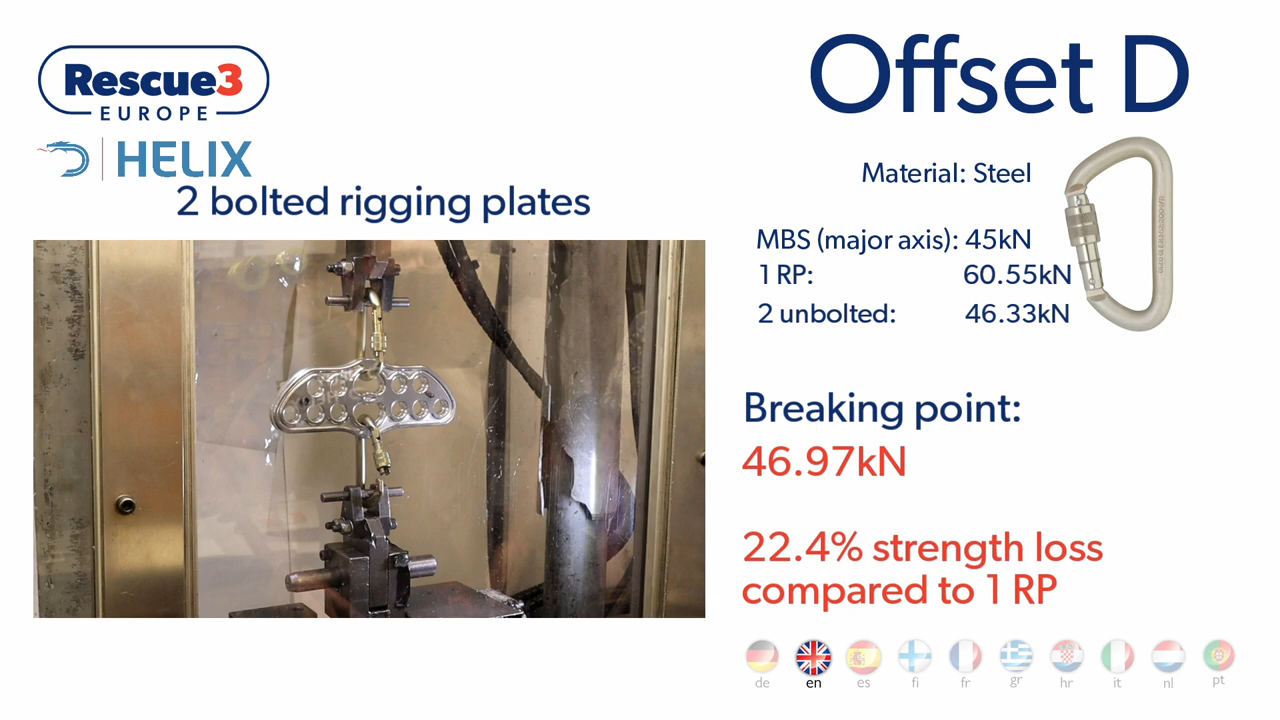 Rescue3
EUROPE
HELIX
2 bolted rigging plates
Offset D
Material: Steel
MBS (major axis): 45kN
1 RP: 60.55kN
2 unbolted: 46.33kN
Breaking point:
46.97kN
22.4% strength loss
compared to 1 RP
de en es fi fr gr hr it nl pt